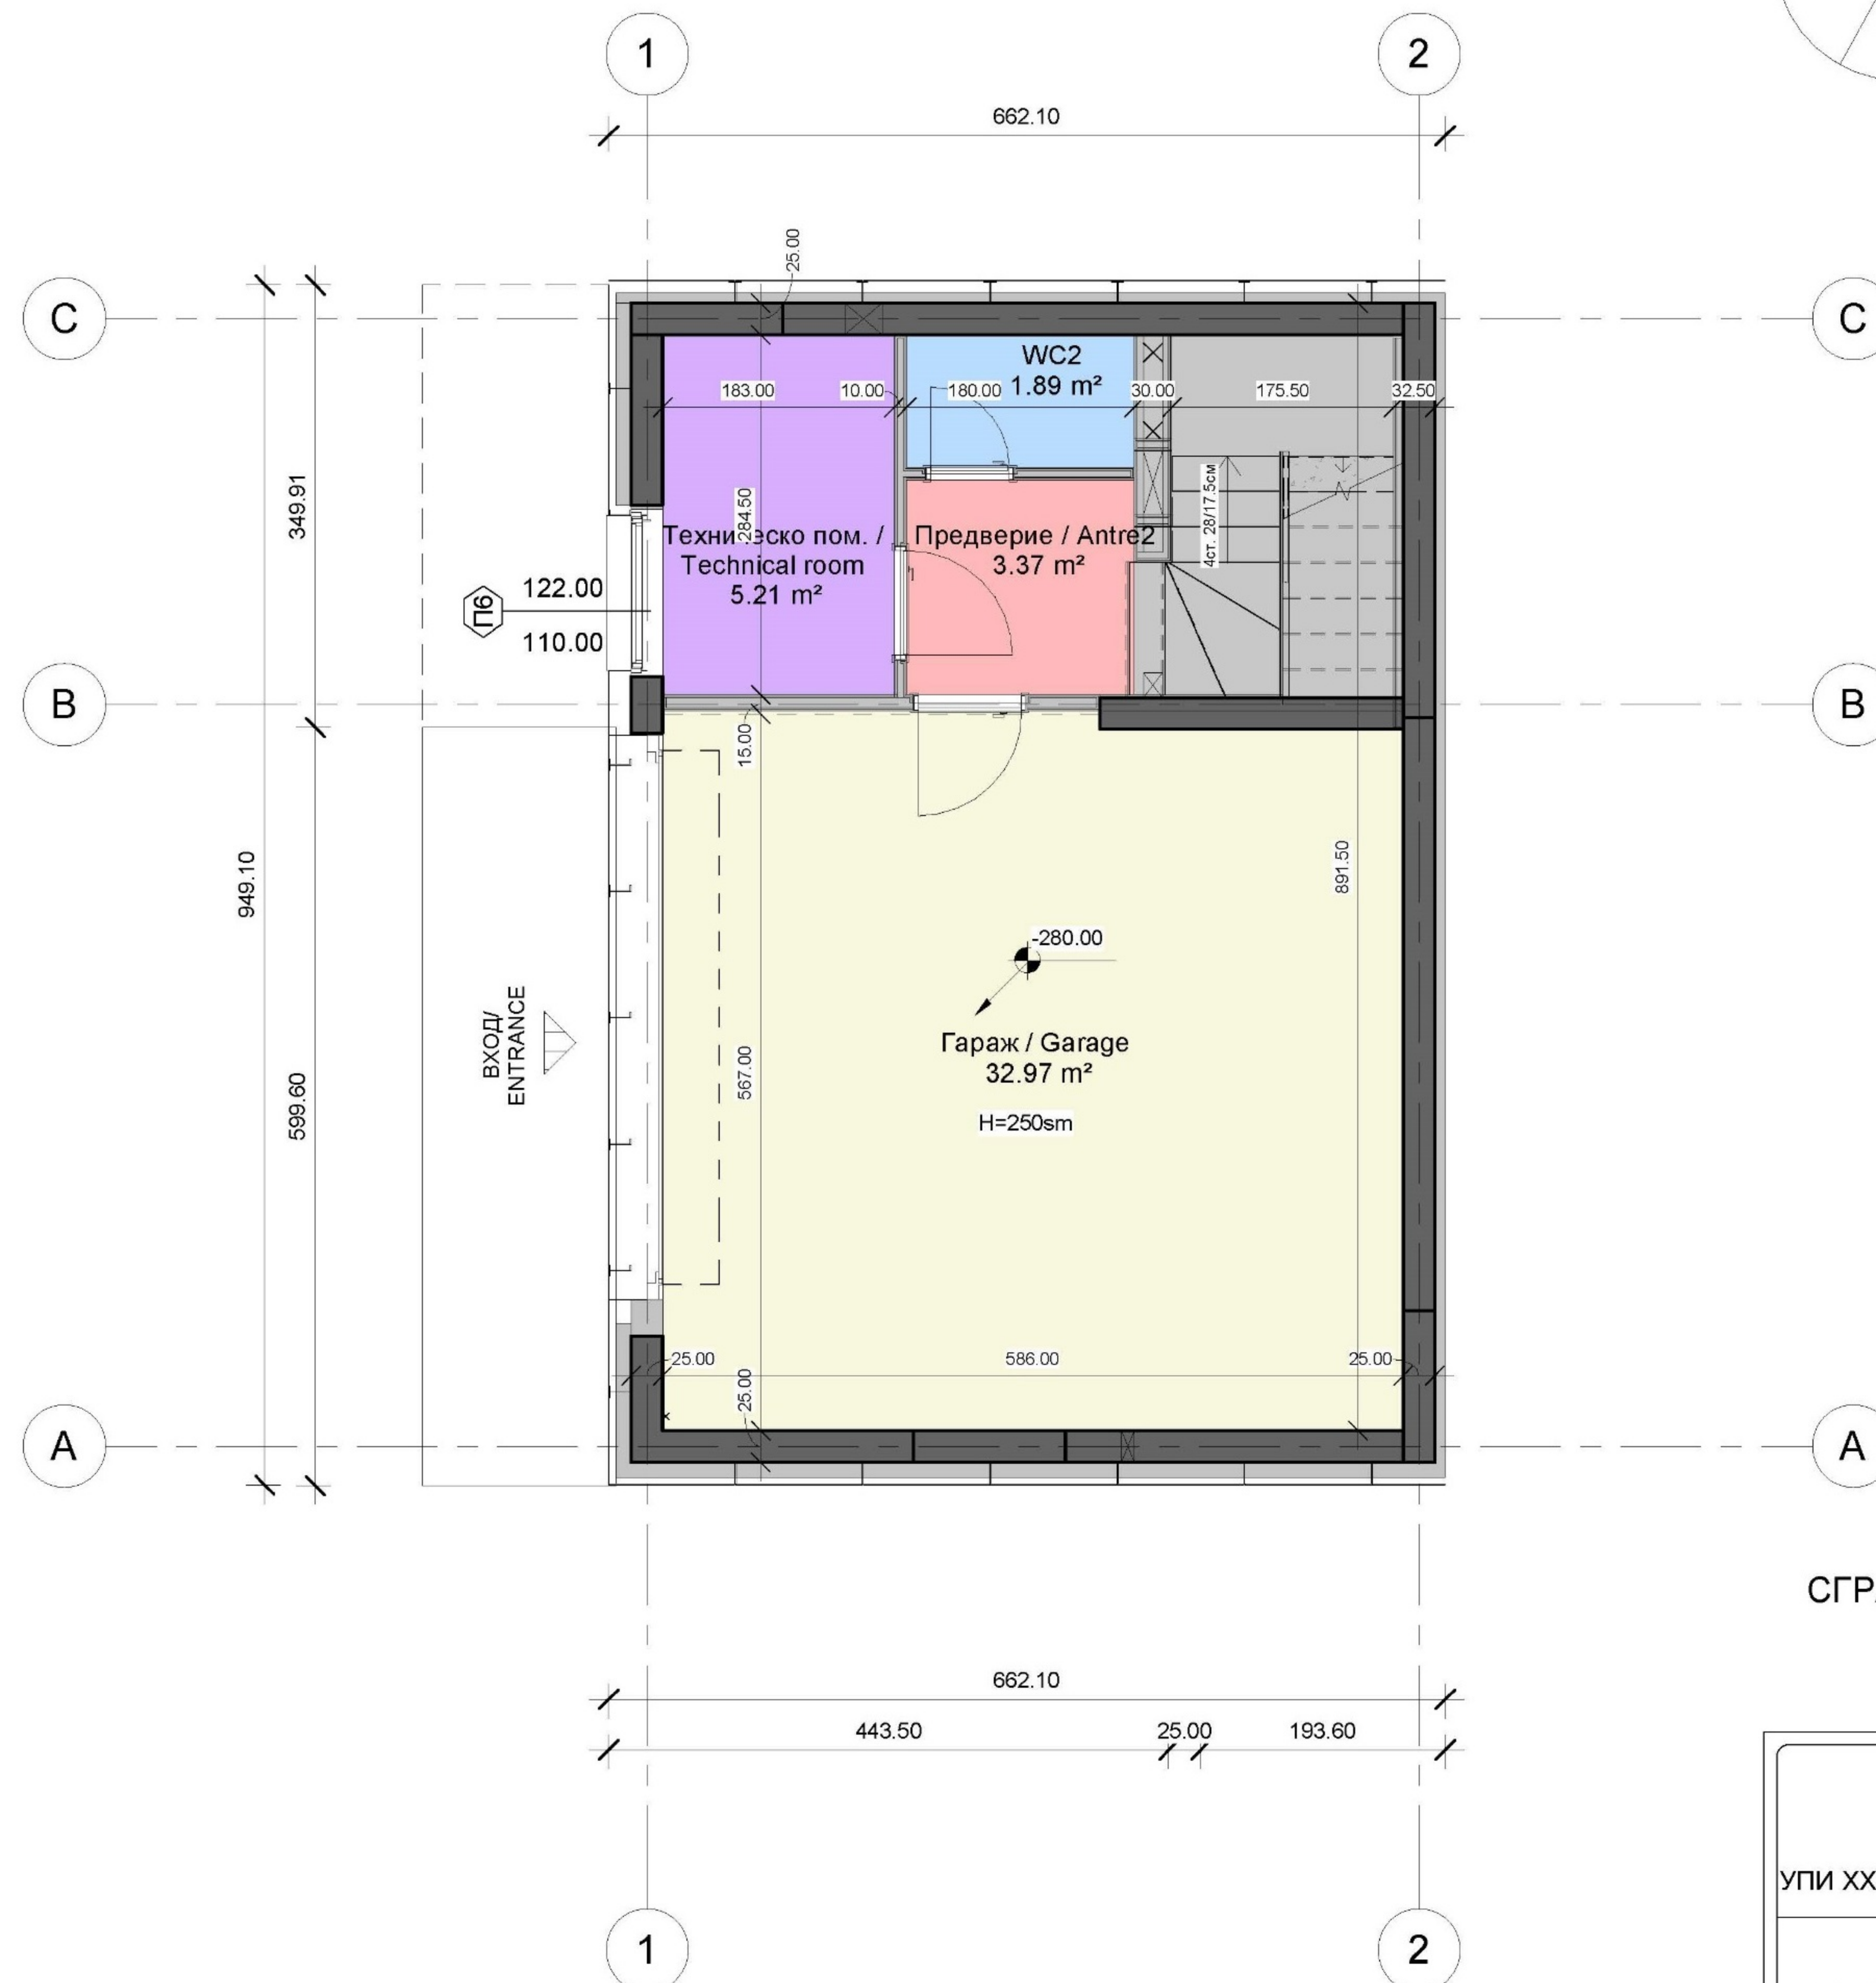 1
2
662.10
25.00
C
C
WC2
1.89 m²
183.00
10.00
180.00
30.00
175.50
32.50
349.91
284.50
4ст. 28/17.5см
Техническо пом. /
Technical room
5.21 m²
Предверие / Antre2
3.37 m²
П6
122.00
110.00
B
B
15.00
949.10
891.50
-280.00
ВХОД/
ENTRANCE
Гараж / Garage
32.97 m²
H=250sm
567.00
599.60
25.00
586.00
25.00
25.00
A
A
СГР
662.10
443.50
25.00
193.60
УПИ XX
1
2